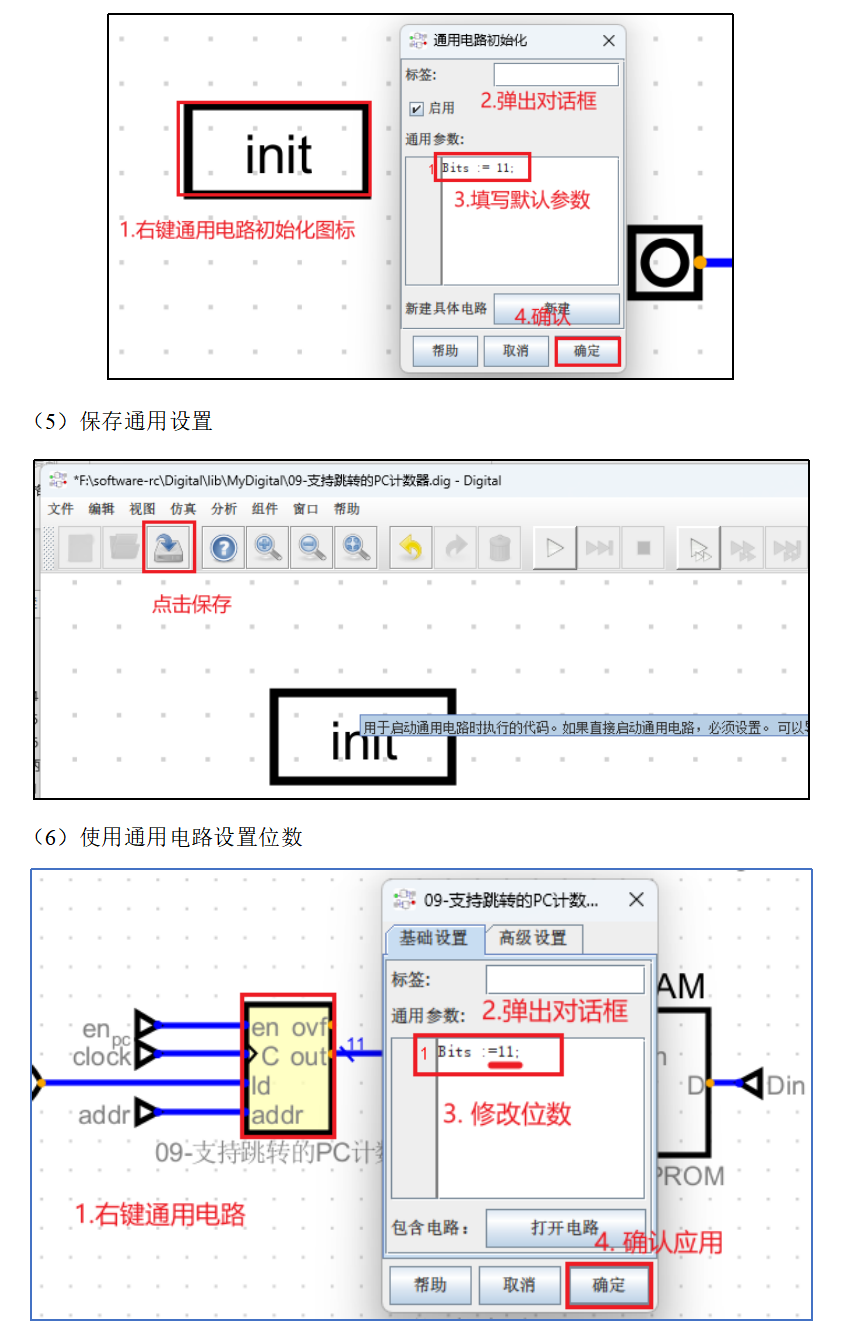 通用电路初始化
标签:
启用
2.弹出对话框
通用参数:
init
1 Bits := 11;
3.填写默认参数
1.右键通用电路初始化图标
新建具体电路 新建
4.确认
帮助 取消 确定
（5）保存通用设置
*F:\software-rc\Digital\lib\MyDigital\09-支持跳转的PC计数器.dig - Digital
文件 编辑 视图 仿真 分析 组件 窗口 帮助
点击保存
init
用于启动通用电路时执行的代码。如果直接启动通用电路，必须设置。 可以
（6）使用通用电路设置位数
09-支持跳转的PC计数...
基础设置 高级设置
标签:
通用参数: 2.弹出对话框
AM
1 Bits :=11;
en pc en ovf
clock C out 11
ld
addr addr
D Din
3. 修改位数
09-支持跳转的PC计
PROM
1.右键通用电路
包含电路： 打开电路
4. 确认应用
帮助 取消 确定